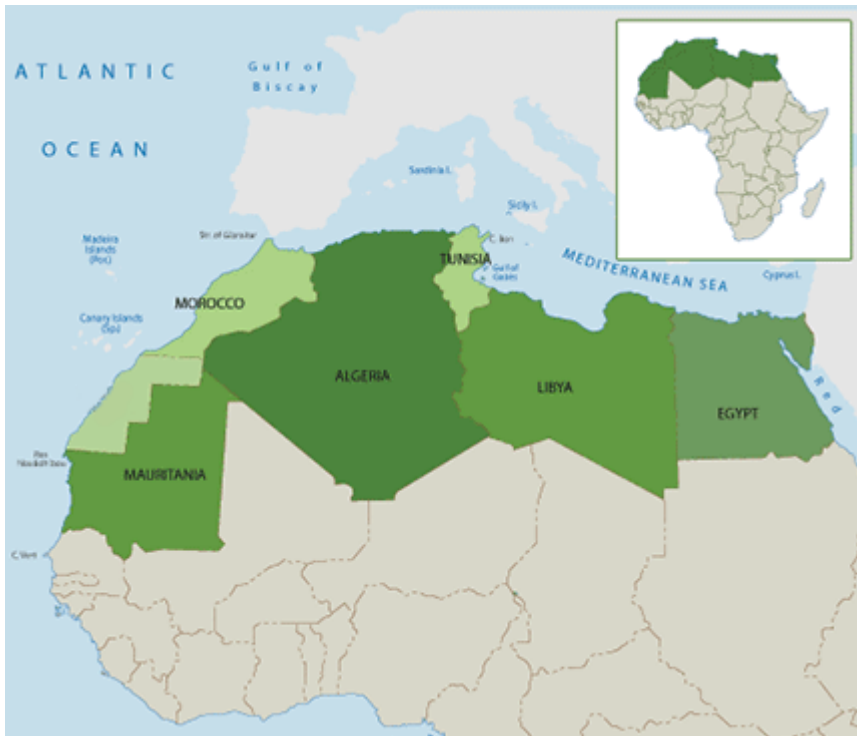 ATLANTIC
OCEAN
Gulf of
Biscay
Sardinia I.
Sicily I.
Str. of Gibraltar
C. Bon
Madeira
Islands
(Por.)
TUNISIA
Gulf of
Gabes
MEDITERRANEAN SEA
Cyprus I.
MOROCCO
Canary Islands
(Sp)
ALGERIA
LIBYA
EGYPT
Red
MAURITANIA
C. Vert